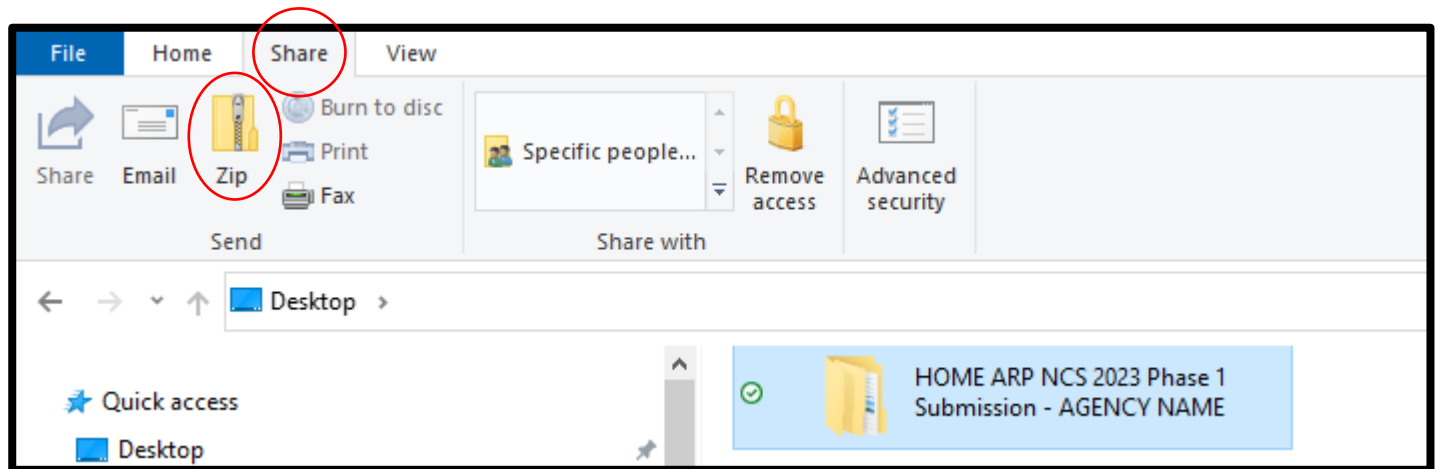 File Home Share View
Share
Email
Zip
Burn to disc
Print
Fax
Send
Specific people...
Remove
access
Share with
Advanced
security
Desktop
Quick access
Desktop
HOME ARP NCS 2023 Phase 1
Submission - AGENCY NAME